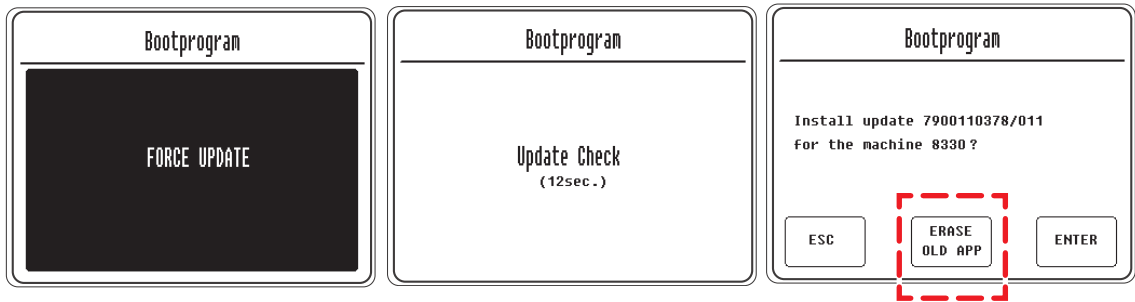 Bootprogram
FORCE UPDATE
Bootprogram
Update Check
(12sec.)
Bootprogram
Install update 7900110378/011
for the machine 8330?
ESC
ERASE
OLD APP
ENTER